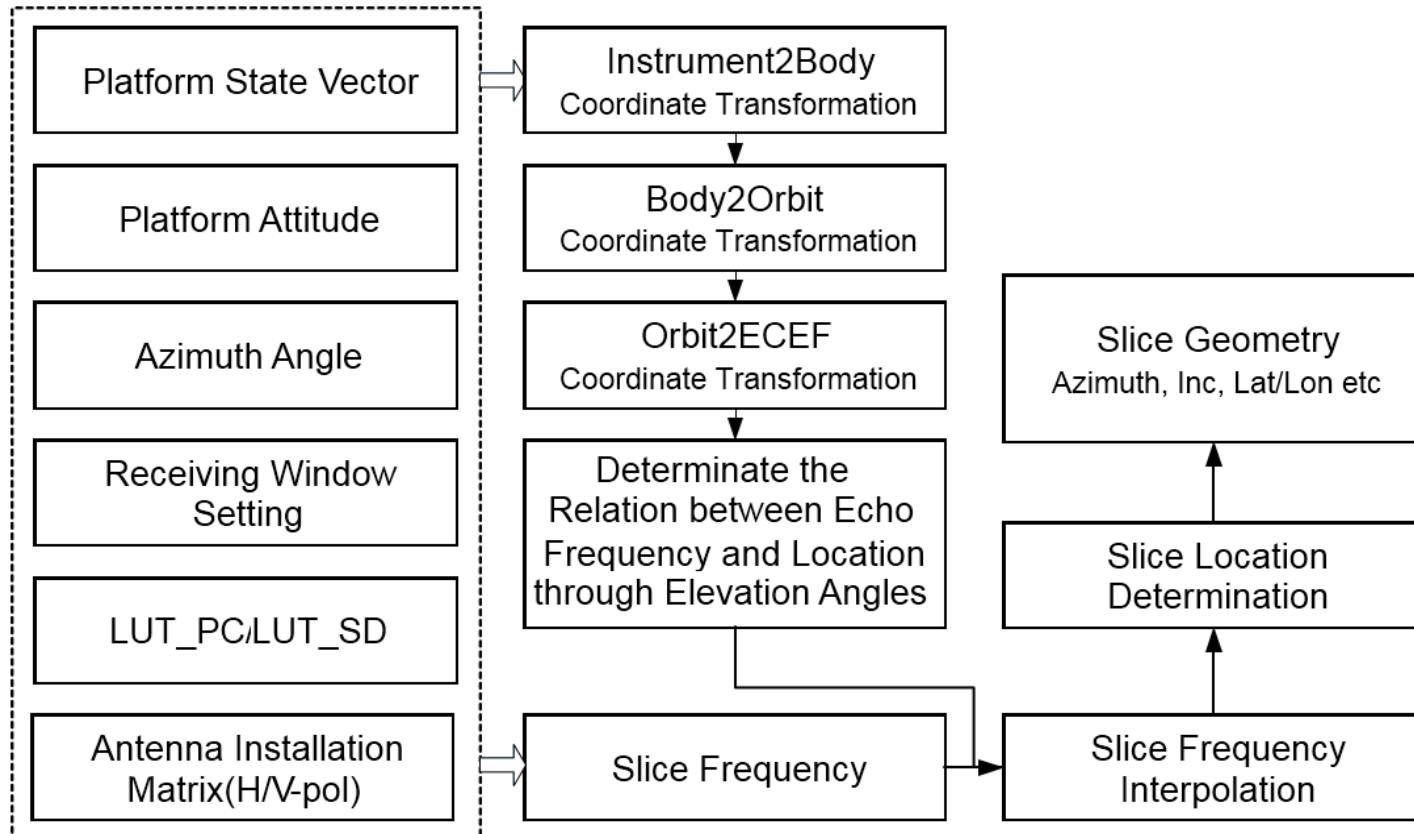 Platform State Vector
Platform Attitude
Azimuth Angle
Receiving Window
Setting
LUT_PC/LUT_SD
Antenna Installation
Matrix(H/V-pol)
Instrument2Body
Coordinate Transformation
Body2Orbit
Coordinate Transformation
Orbit2ECEF
Coordinate Transformation
Determinate the
Relation between Echo
Frequency and Location
through Elevation Angles
Slice Frequency
Slice Geometry
Azimuth, Inc, Lat/Lon etc
Slice Location
Determination
Slice Frequency
Interpolation